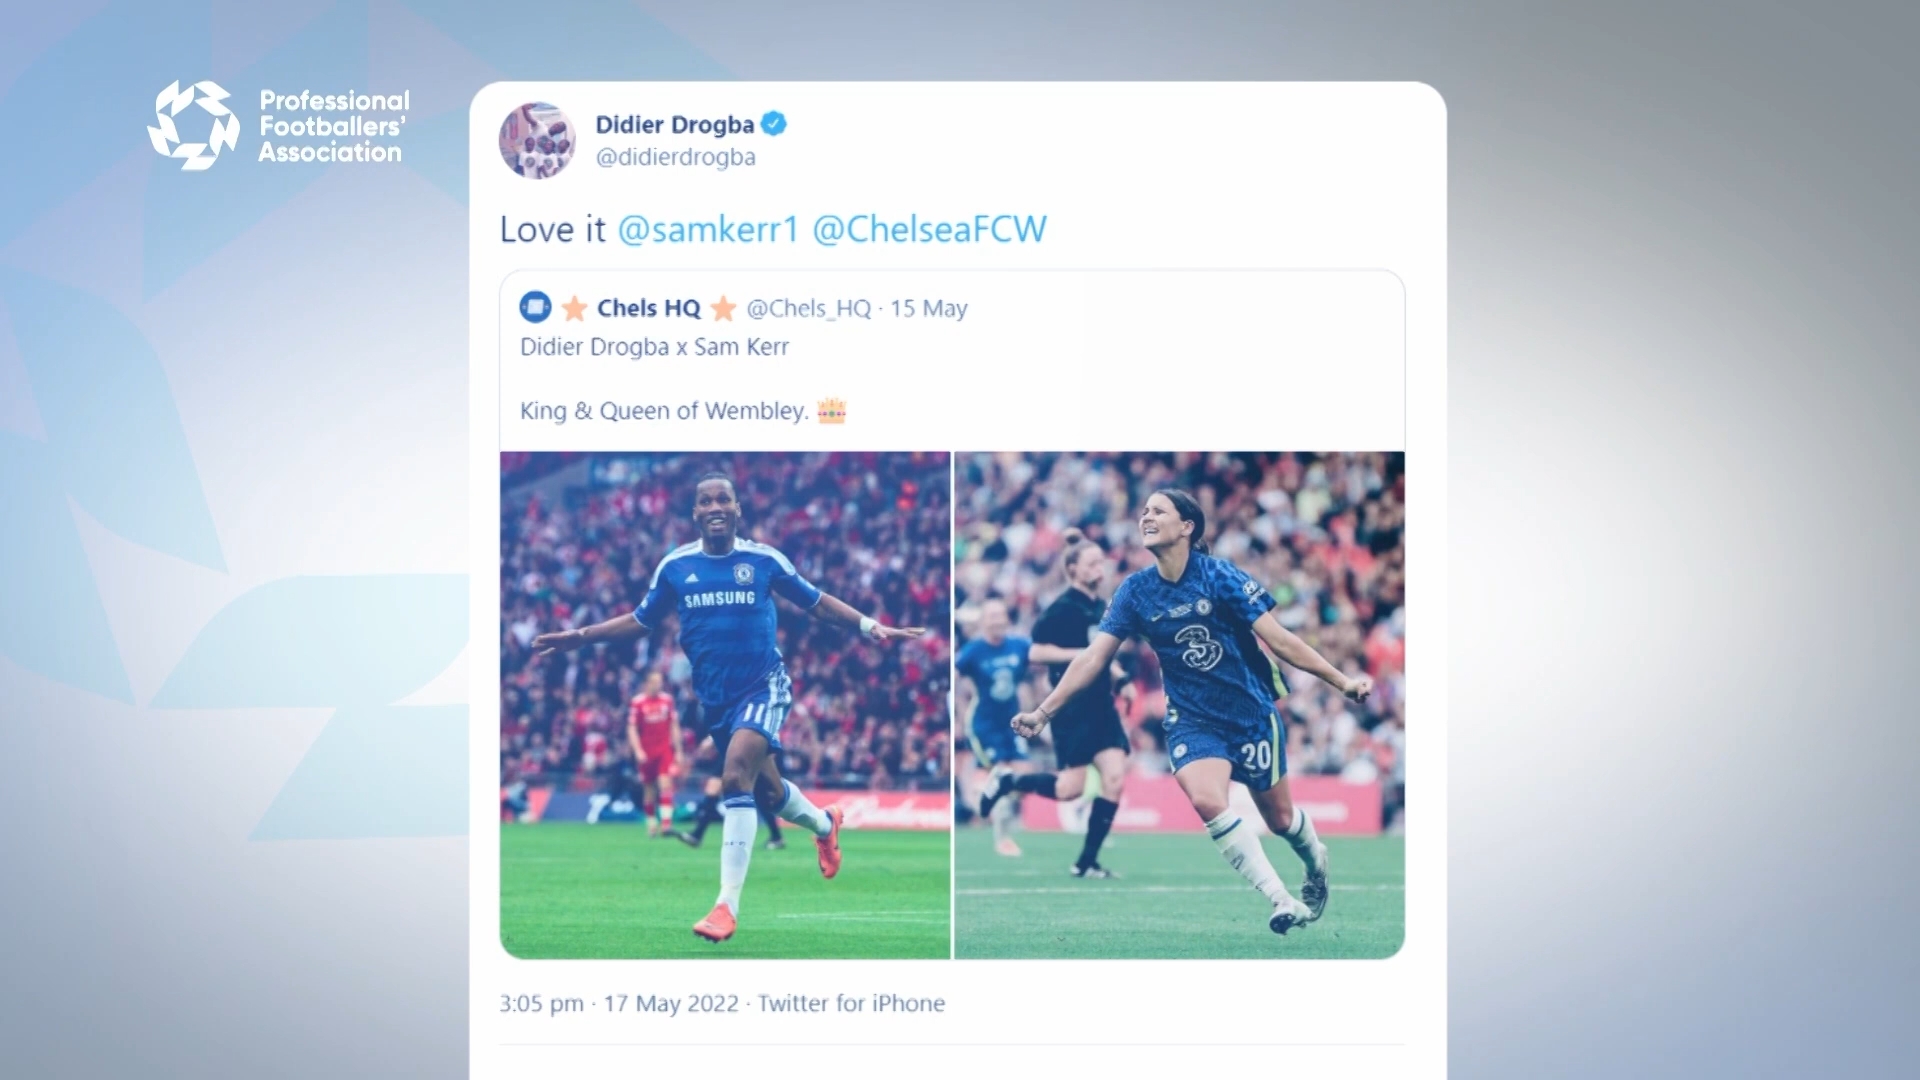 Professional
Footballers'
Association
Didier Drogba
@didierdrogba
Love it @samkerr1 @ChelseaFCW
Chels HQ @Chels_HQ · 15 May
Didier Drogba x Sam Kerr
King & Queen of Wembley.
SAMSUNG
11
3
20
3:05 pm · 17 May 2022 · Twitter for iPhone